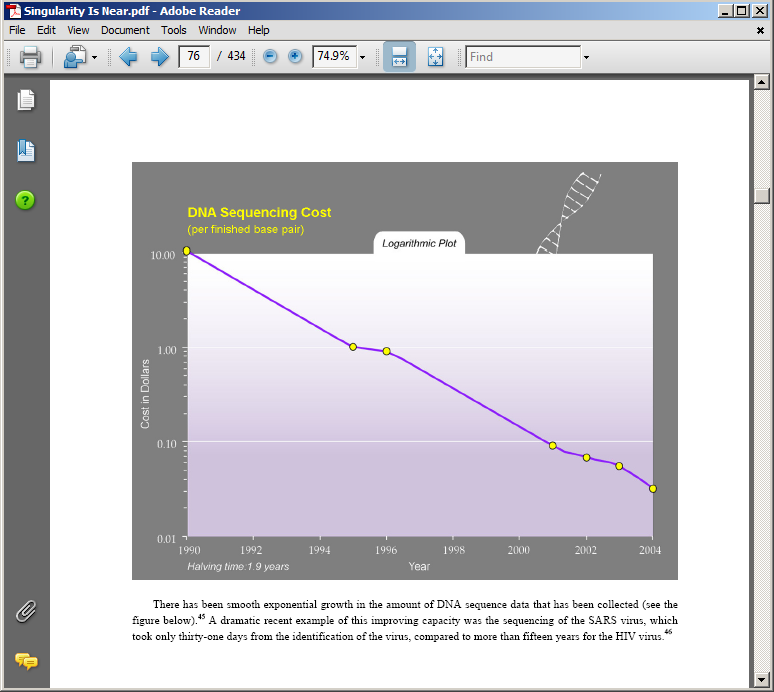 Singularity Is Near.pdf - Adobe Reader
File Edit View Document Tools Window Help
76 / 434 74.9% Find
DNA Sequencing Cost
(per finished base pair)
Logarithmic Plot
10.00
1.00
0.10
0.01
Cost in Dollars
1990 1992 1994 1996 1998 2000 2002 2004
Halving time:1.9 years Year
There has been smooth exponential growth in the amount of DNA sequence data that has been collected (see the
figure below).45 A dramatic recent example of this improving capacity was the sequencing of the SARS virus, which
took only thirty-one days from the identification of the virus, compared to more than fifteen years for the HIV virus.46